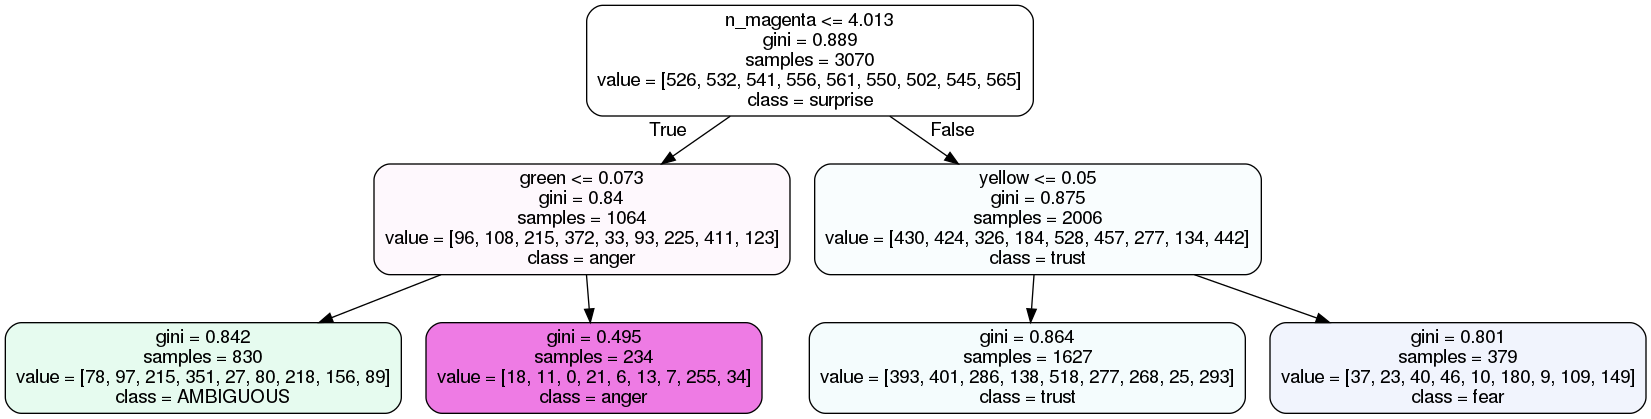 n_magenta <= 4.013
gini = 0.889
samples = 3070
value = [526, 532, 541, 556, 561, 550, 502, 545, 565]
class = surprise
True
False
green <= 0.073
gini = 0.84
samples = 1064
value = [96, 108, 215, 372, 33, 93, 225, 411, 123]
class = anger
yellow <= 0.05
gini = 0.875
samples = 2006
value = [430, 424, 326, 184, 528, 457, 277, 134, 442]
class = trust
gini = 0.842
samples = 830
value = [78, 97, 215, 351, 27, 80, 218, 156, 89]
class = AMBIGUOUS
gini = 0.495
samples = 234
value = [18, 11, 0, 21, 6, 13, 7, 255, 34]
class = anger
gini = 0.864
samples = 1627
value = [393, 401, 286, 138, 518, 277, 268, 25, 293]
class = trust
gini = 0.801
samples = 379
value = [37, 23, 40, 46, 10, 180, 9, 109, 149]
class = fear